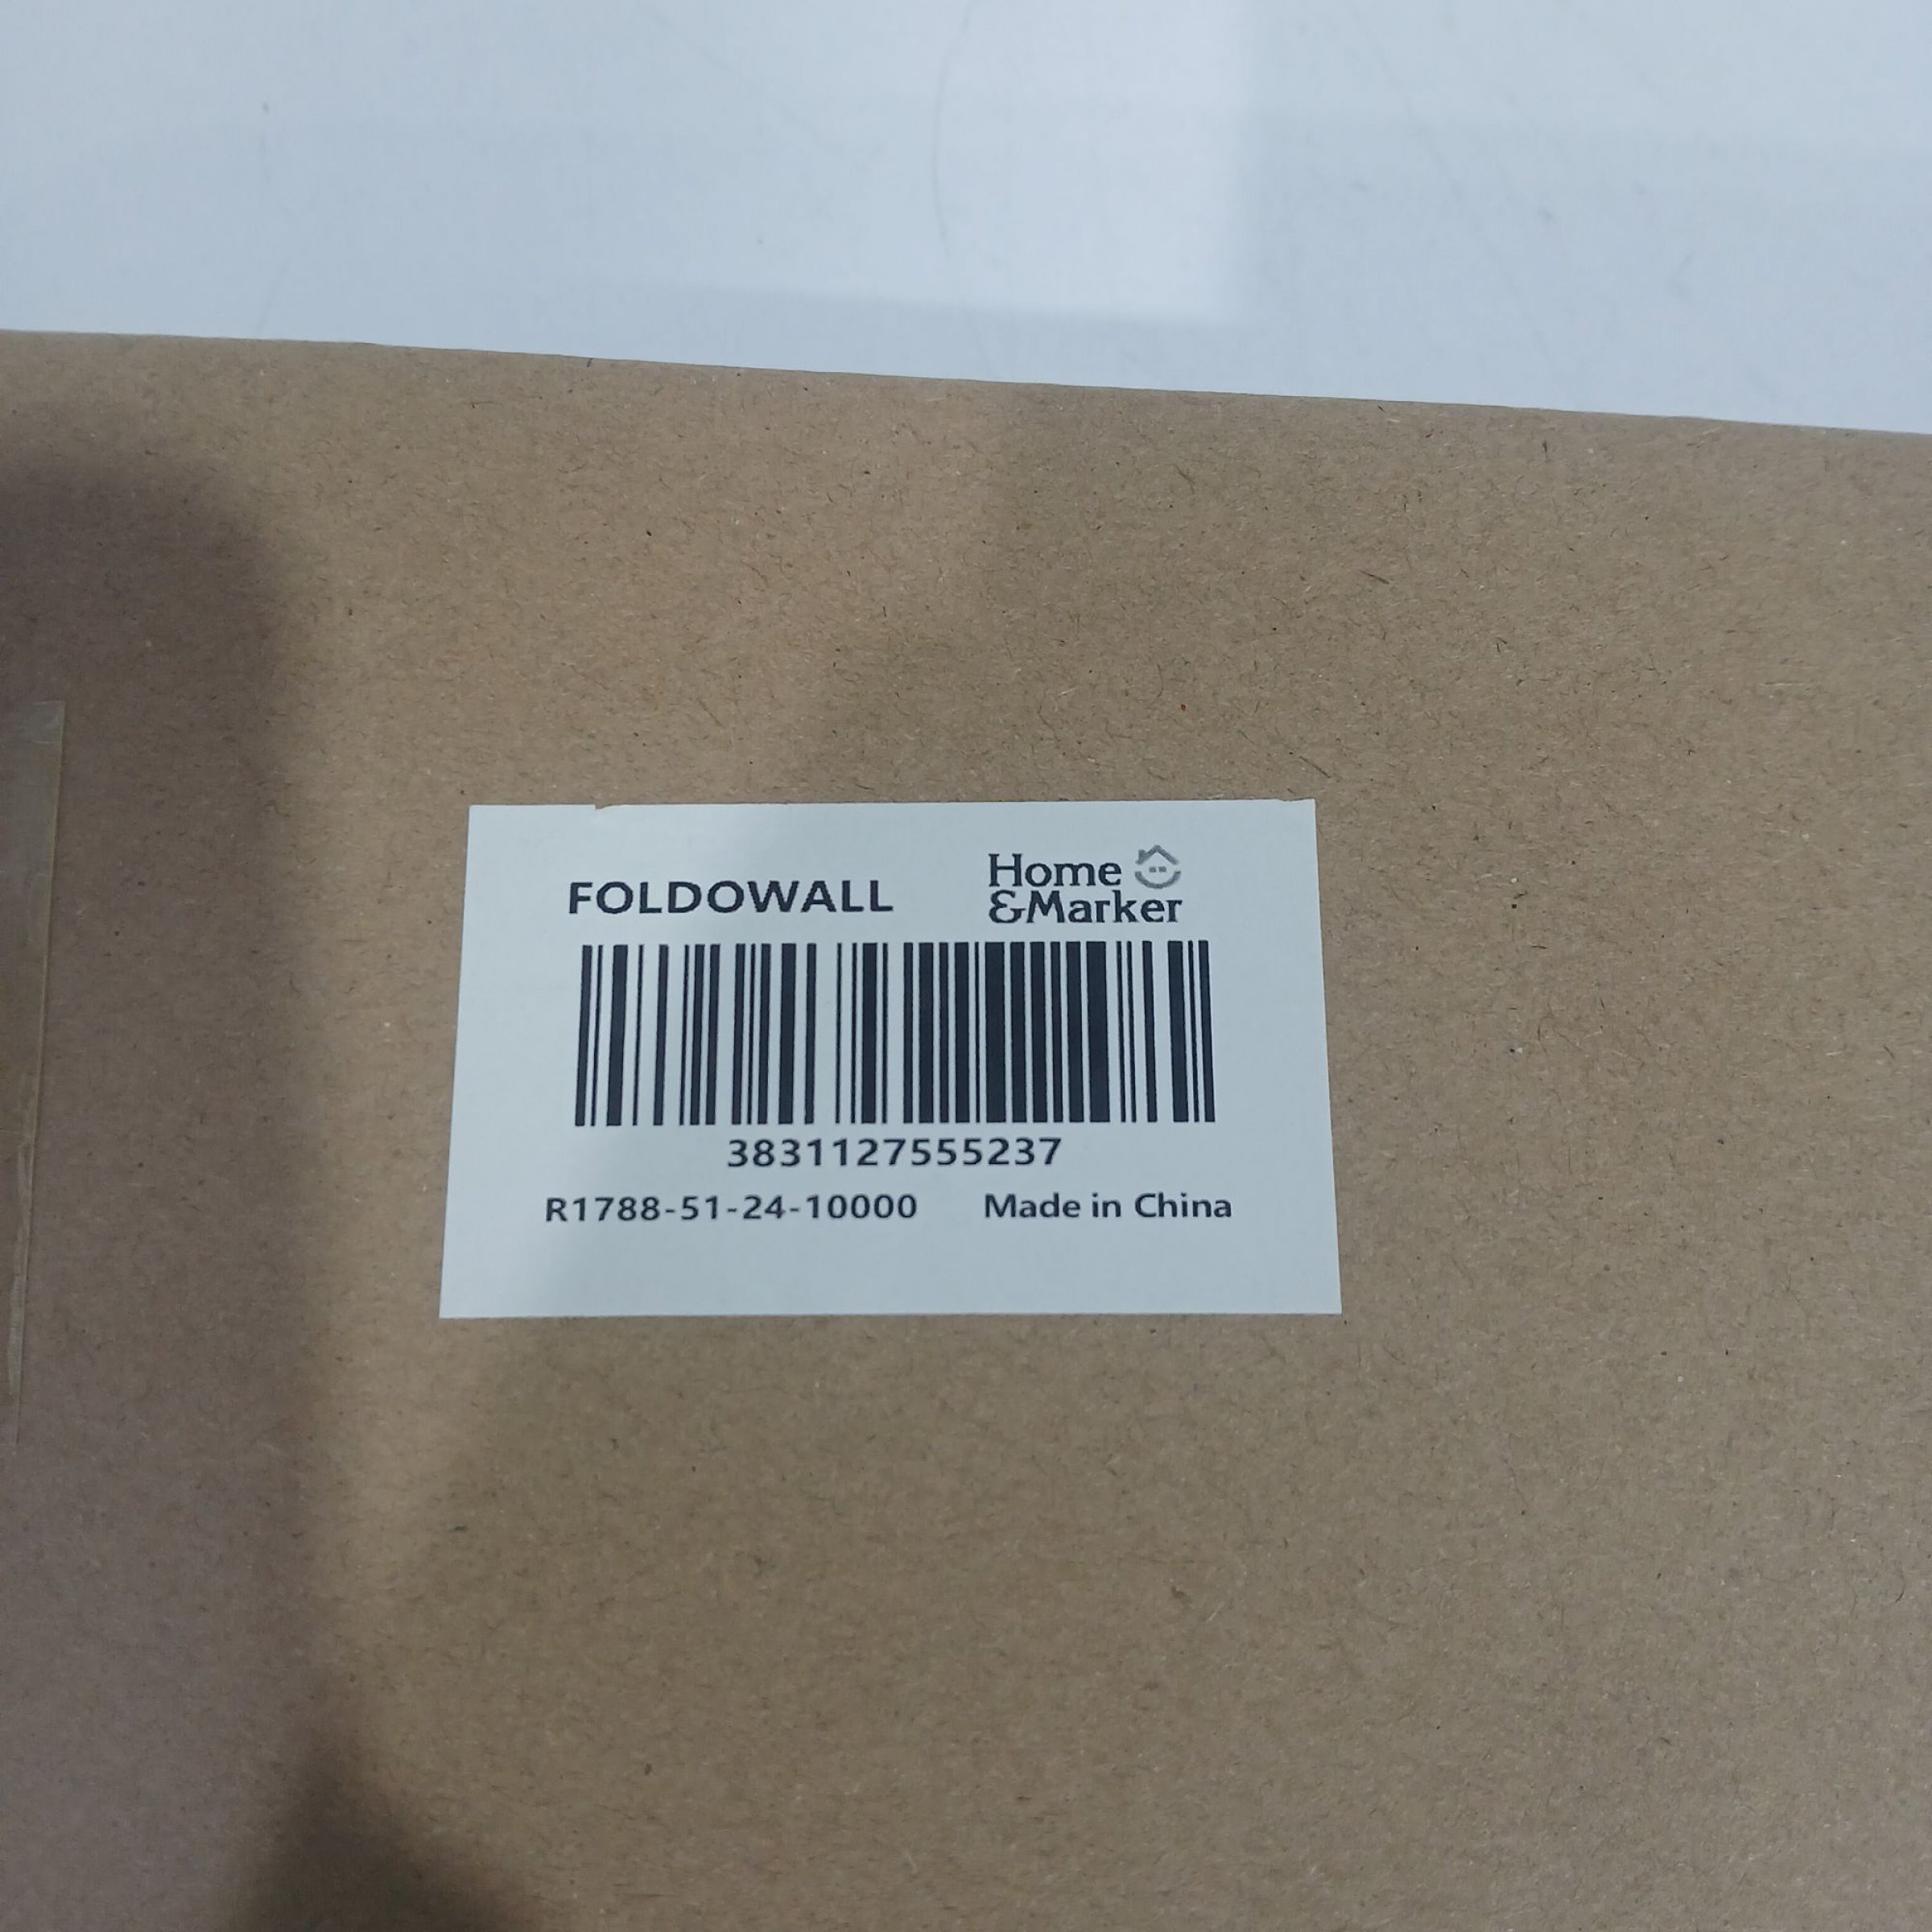 FOLDOWALL
Home
&Marker
3831127555237
R1788-51-24-10000 Made in China